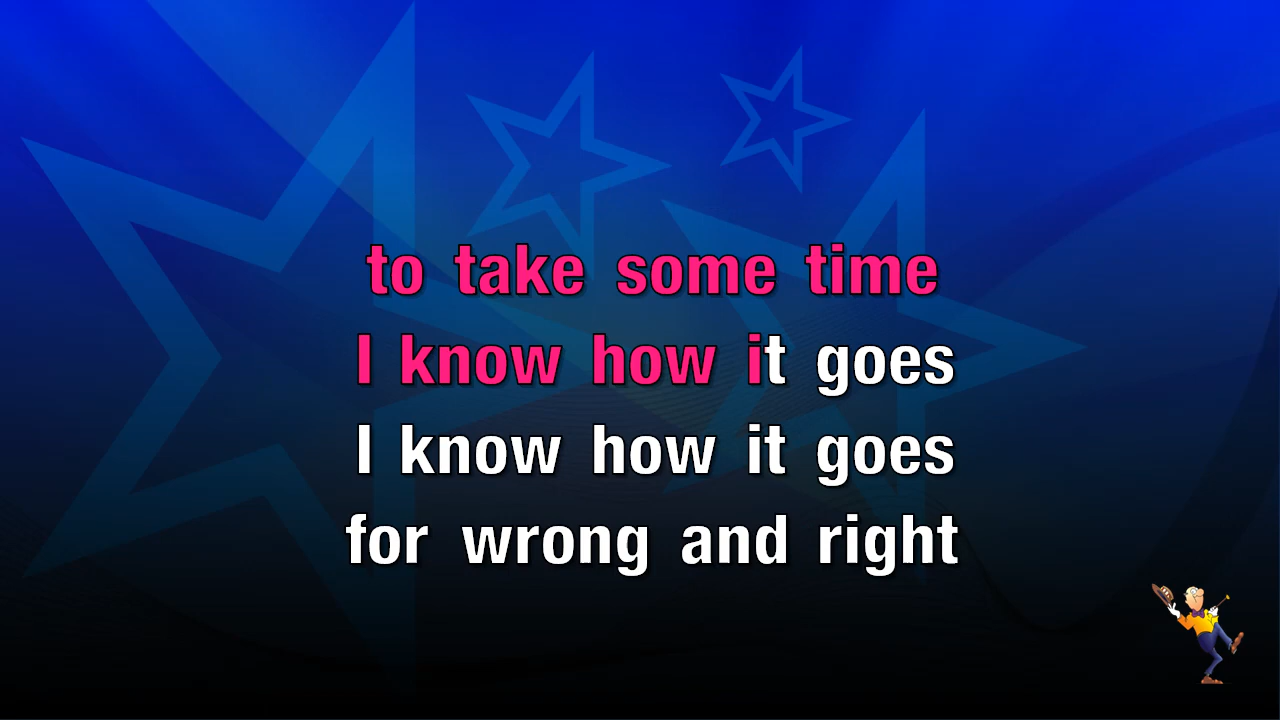 to take some time
I know how it goes
I know how it goes
for wrong and right